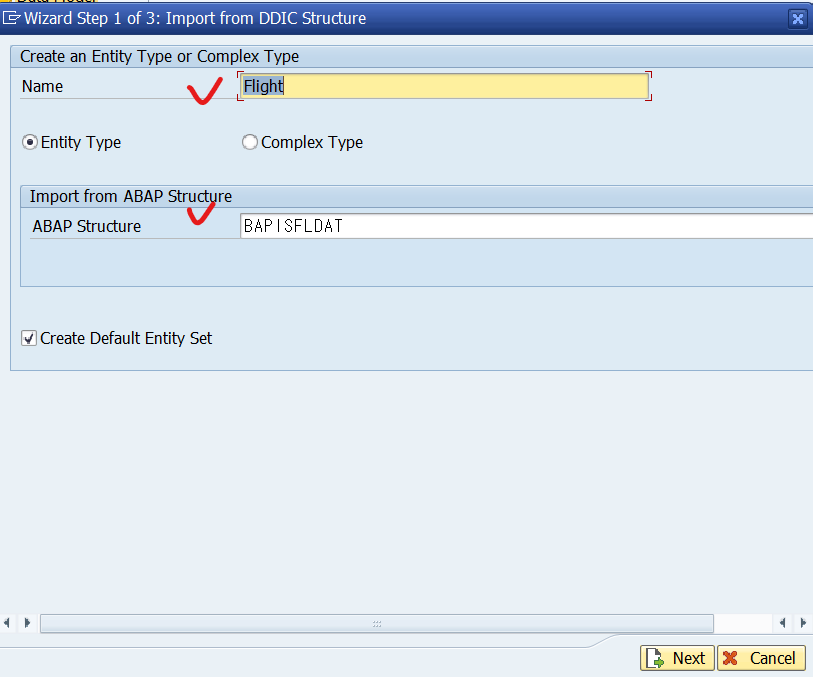 Wizard Step 1 of 3: Import from DDIC Structure
Create an Entity Type or Complex Type
Name Flight
Entity Type Complex Type
Import from ABAP Structure
ABAP Structure BAPISFLDAT
Create Default Entity Set
Next Cancel